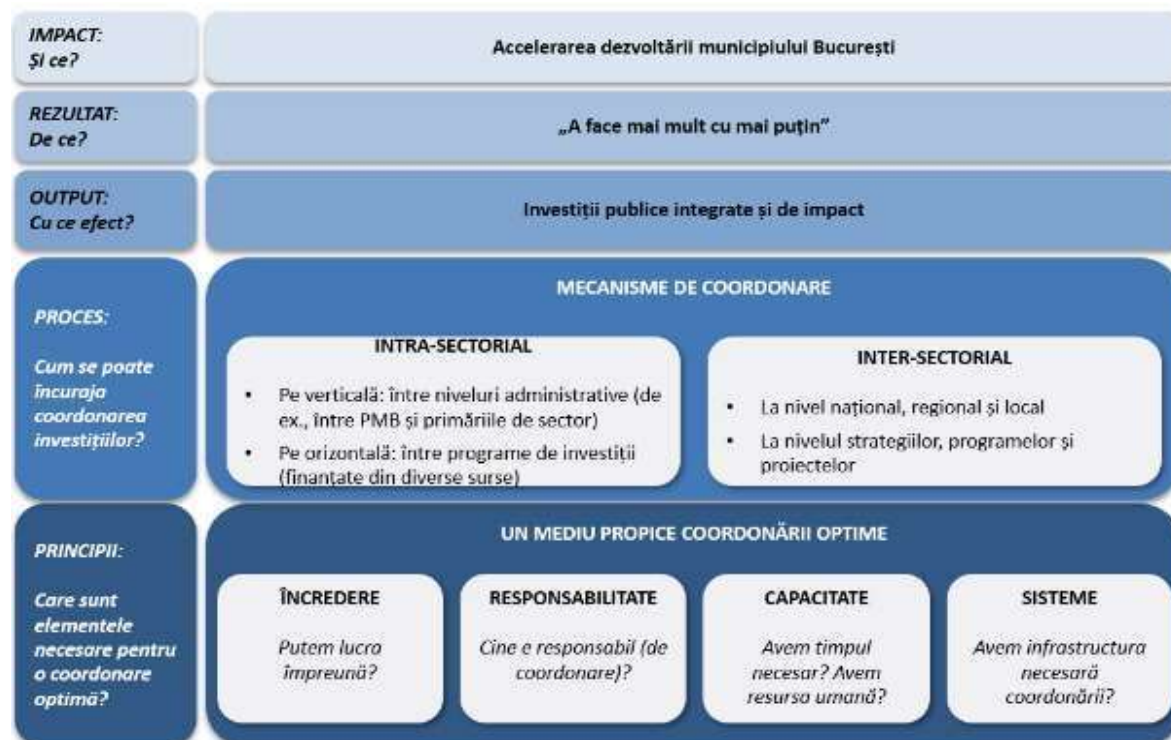 IMPACT:
Și ce?
Accelerarea dezvoltării municipiului București
REZULTAT:
De ce?
„A face mai mult cu mai puțin”
OUTPUT:
Cu ce efect?
Investiții publice integrate și de impact
PROCES:
Cum se poate
încuraja
coordonarea
investițiilor?
MECANISME DE COORDONARE
INTRA-SECTORIAL
• Pe verticală: între niveluri administrative (de
ex., între PMB și primăriile de sector)
• Pe orizontală: între programe de investiții
(finanțate din diverse surse)
INTER-SECTORIAL
• La nivel național, regional și local
• La nivelul strategiilor, programelor și
proiectelor
PRINCIPII:
Care sunt
elementele
necesare pentru
o coordonare
optimă?
UN MEDIU PROPICE COORDONĂRII OPTIME
ÎNCREDERE
Putem lucra
împreună?
RESPONSABILITATE
Cine e responsabil (de
coordonare)?
CAPACITATE
Avem timpul
necesar? Avem
resursa umană?
SISTEME
Avem infrastructura
necesară
coordonării?